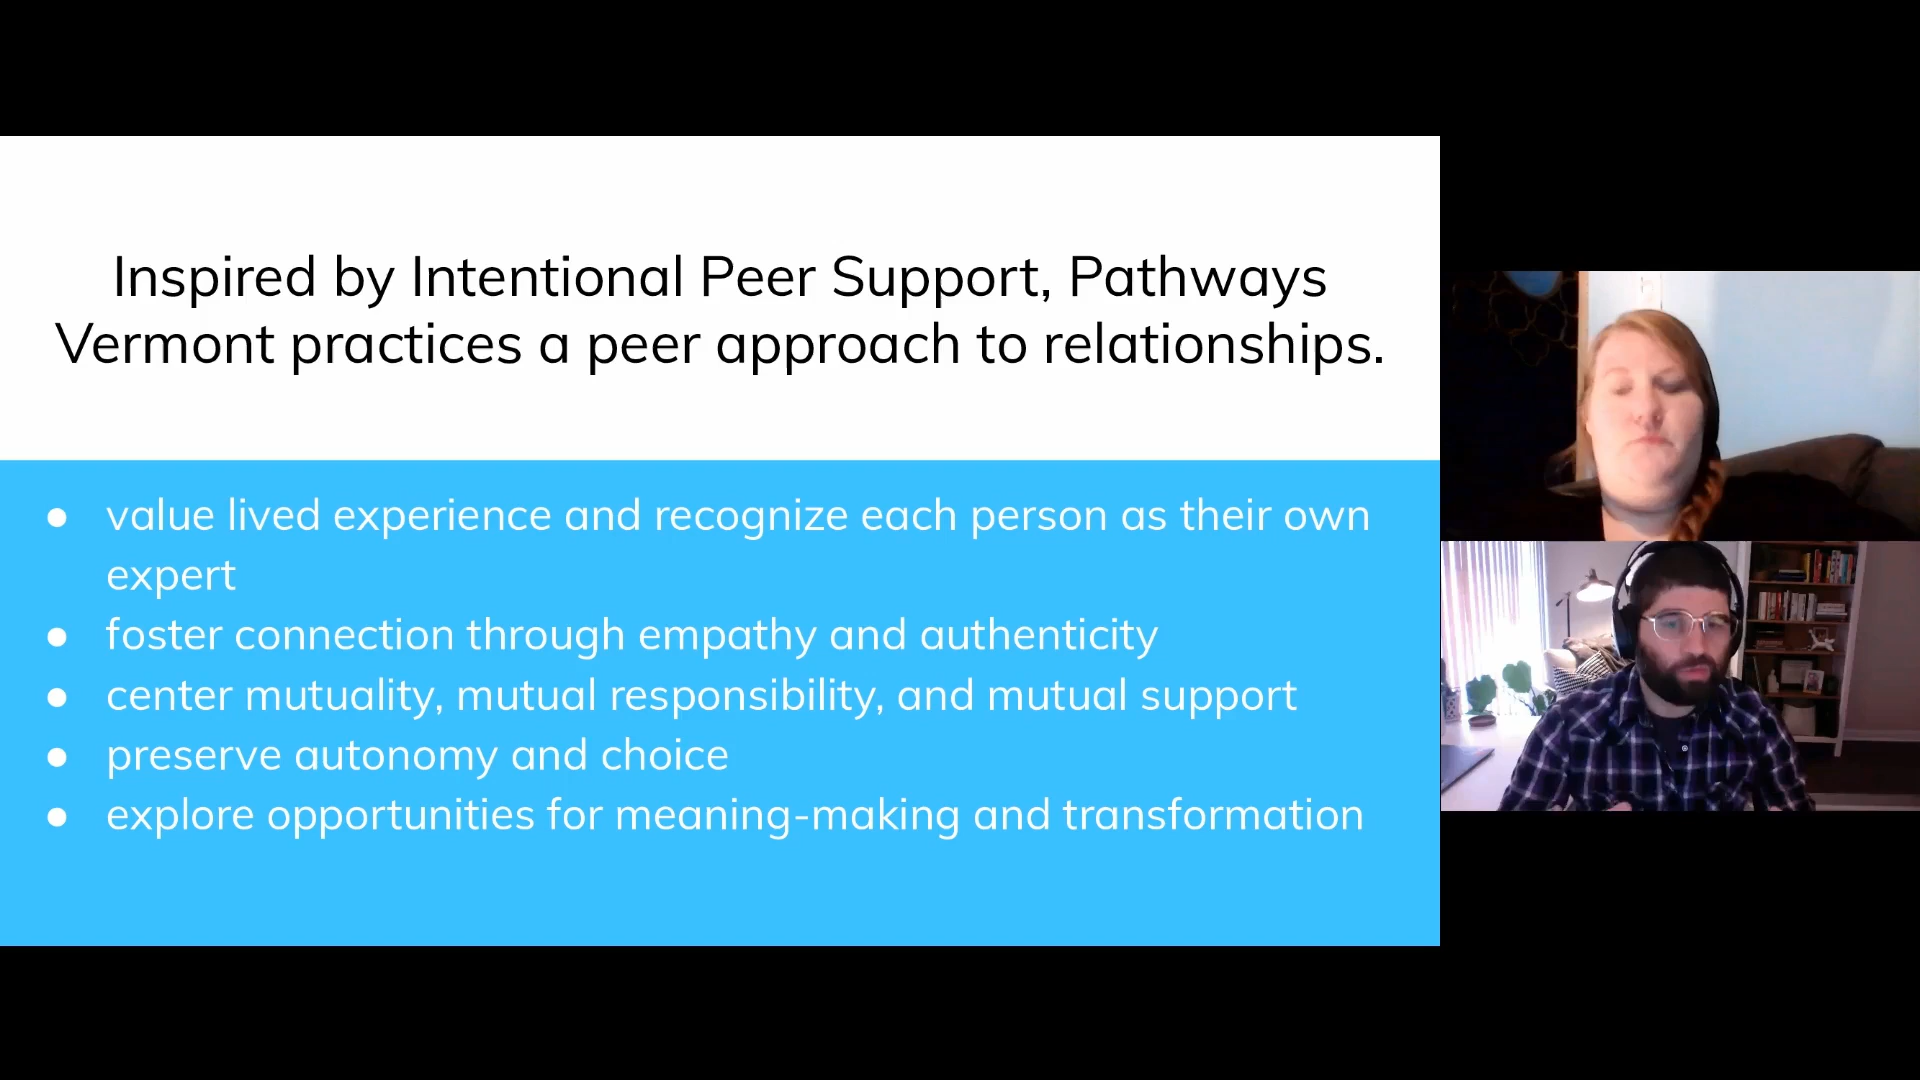 Inspired by Intentional Peer Support, Pathways
Vermont practices a peer approach to relationships.
● value lived experience and recognize each person as their own
expert
● foster connection through empathy and authenticity
● center mutuality, mutual responsibility, and mutual support
● preserve autonomy and choice
● explore opportunities for meaning-making and transformation